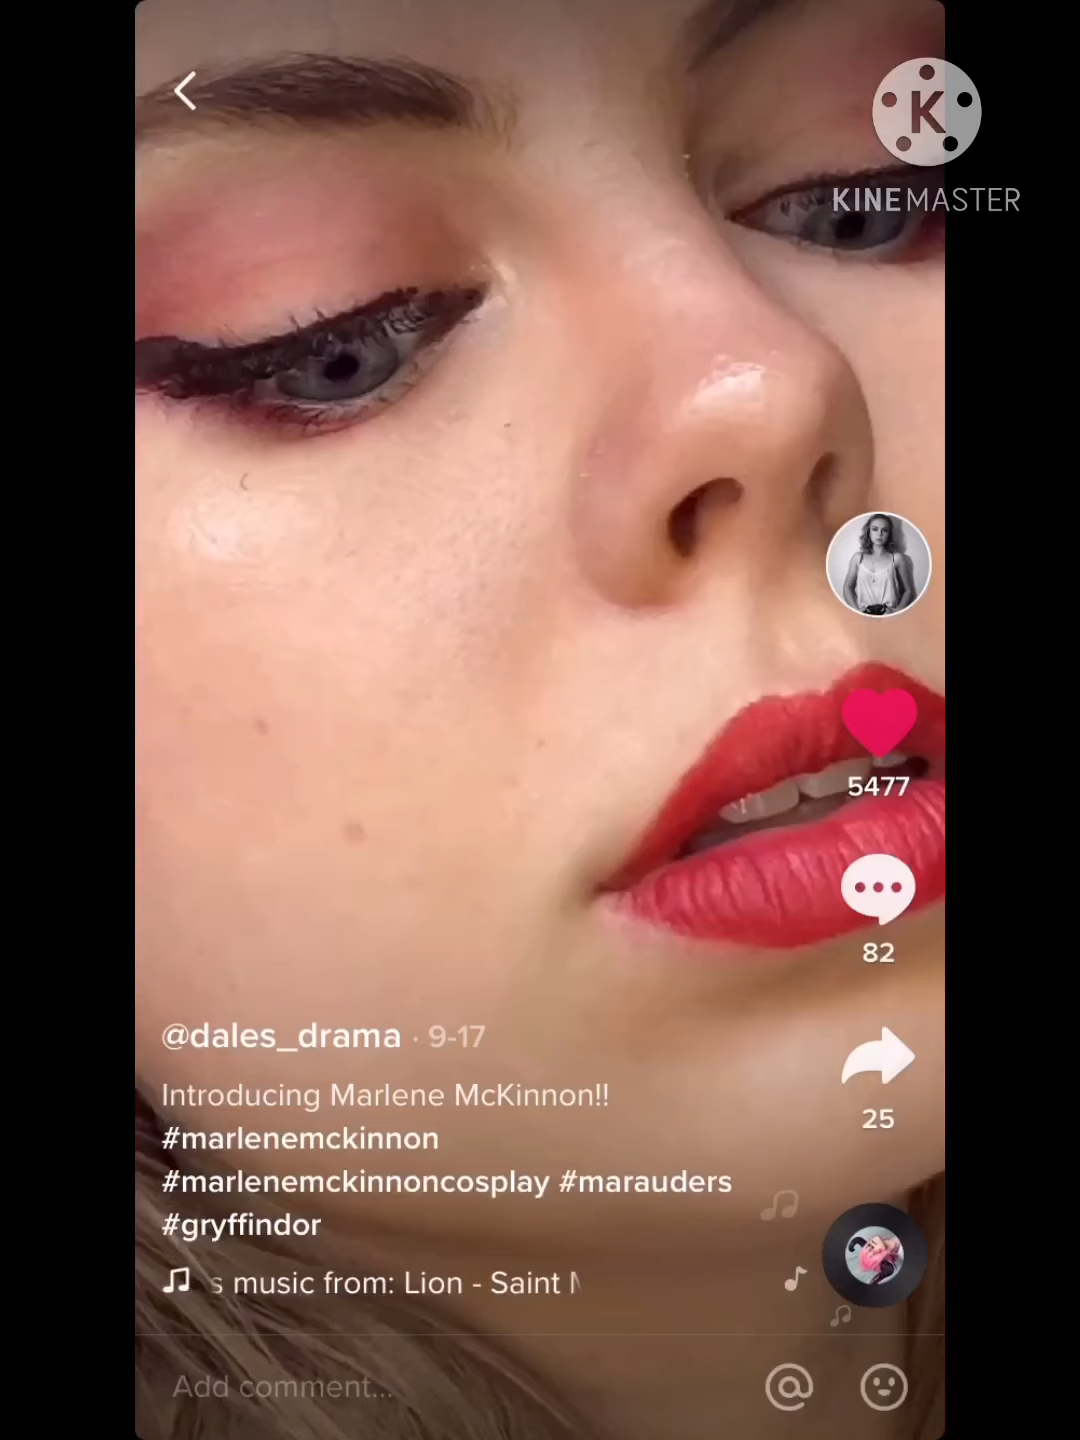 K
KINEMASTER
5477
82
@dales_drama · 9-17
25
Introducing Marlene McKinnon!!
#marlenemckinnon
#marlenemckinnoncosplay #marauders
#gryffindor
s music from: Lion - Saint
Add comment...